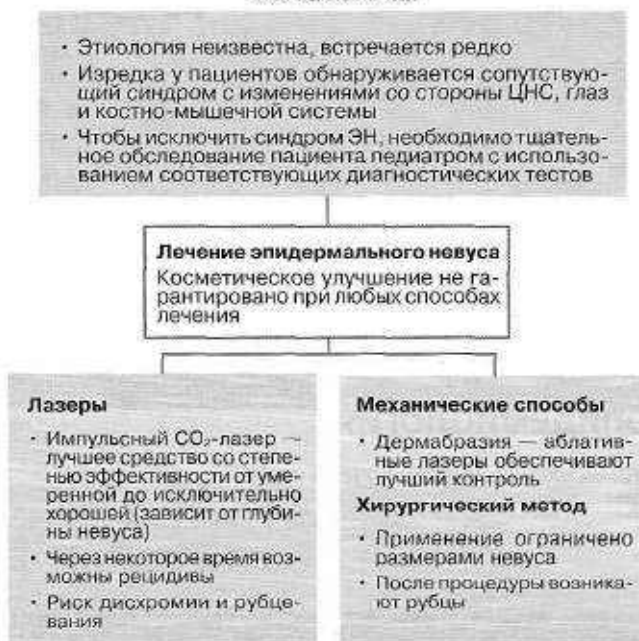 • Этиология неизвестна, встречается редко
• Изредка у пациентов обнаруживается сопутствую-
щий синдром с изменениями со стороны ЦНС, глаз
и костно-мышечной системы
• Чтобы исключить синдром ЭН, необходимо тщатель-
ное обследование пациента педиатром с использо-
ванием соответствующих диагностических тестов
Лечение эпидермального невуса
Косметическое улучшение не га-
рантировано при любых способах
лечения
Лазеры
• Импульсный CO₂-лазер —
лучшее средство со степе-
нью эффективности от уме-
ренной до исключительно
хорошей (зависит от глуби-
ны невуса)
• Через некоторое время воз-
можны рецидивы
• Риск дисхромии и рубце-
вания
Механические способы
• Дермабразия — аблатив-
ные лазеры обеспечивают
лучший контроль
Хирургический метод
• Применение ограничено
размерами невуса
• После процедуры возника-
ют рубцы